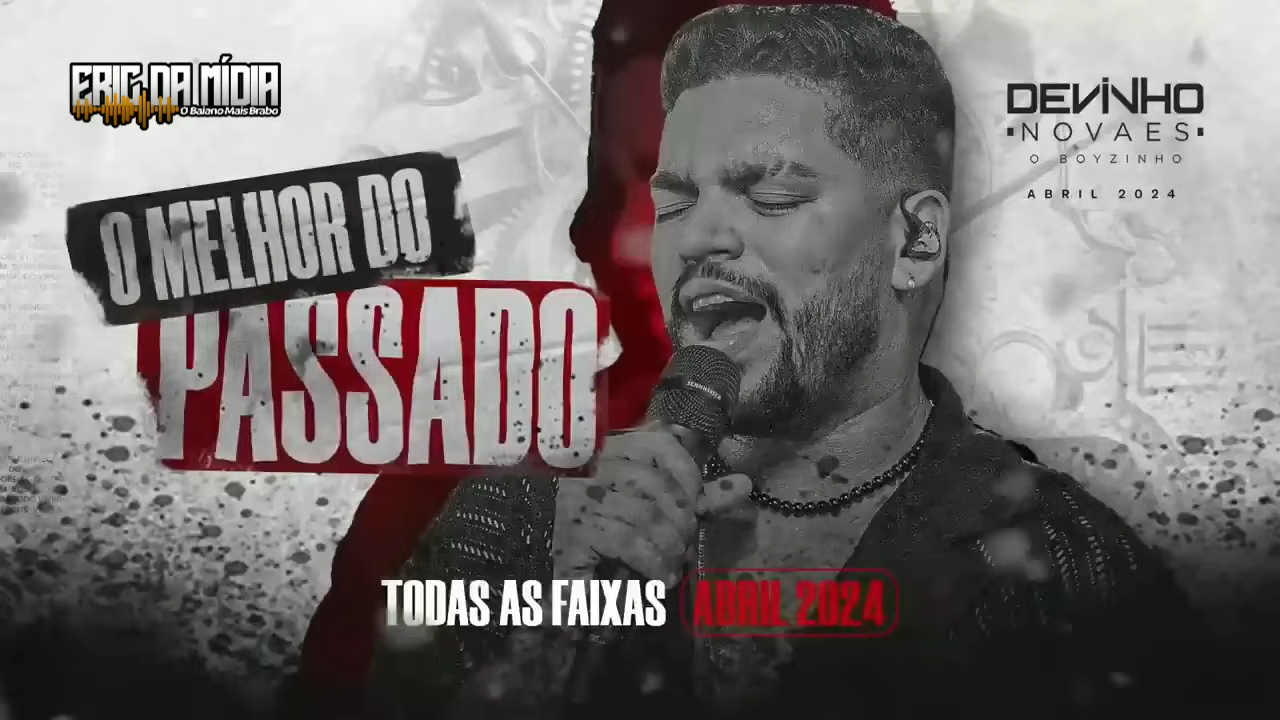 ERIC DA MÍDIA
O Baiano Mais Brabo
DEVINHO
NOVAES
O BOYZINHO
ABRIL 2024
O MELHOR DO
PASSADO
SENNHEISER
TODAS AS FAIXAS ABRIL 2024